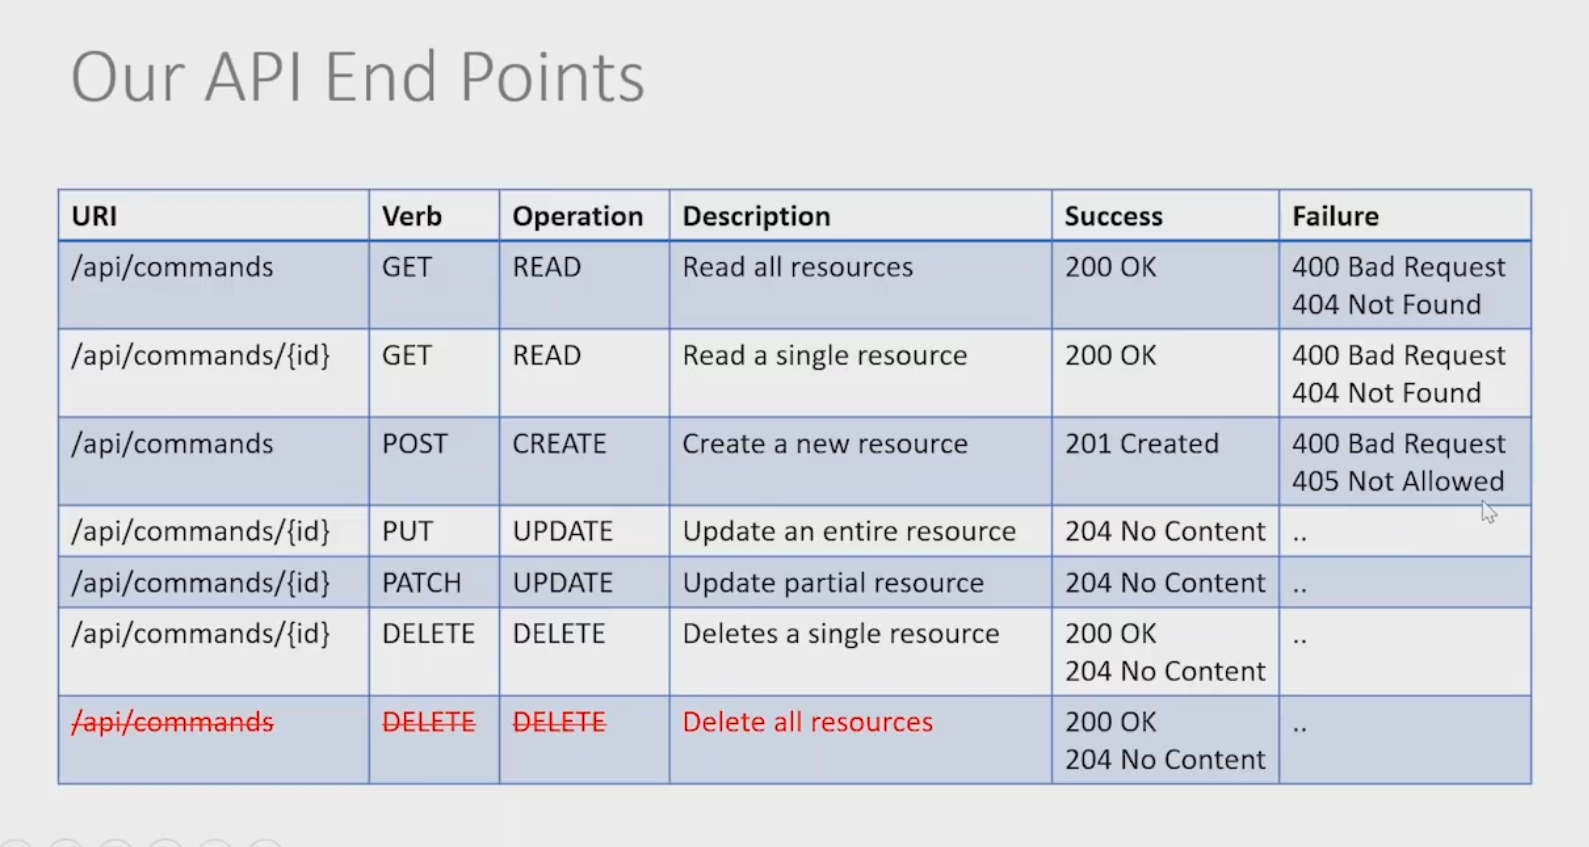 Our API End Points
URI Verb Operation Description Success Failure
/api/commands GET READ Read all resources 200 OK 400 Bad Request
404 Not Found
/api/commands/{id} GET READ Read a single resource 200 OK 400 Bad Request
404 Not Found
/api/commands POST CREATE Create a new resource 201 Created 400 Bad Request
405 Not Allowed
/api/commands/{id} PUT UPDATE Update an entire resource 204 No Content ..
/api/commands/{id} PATCH UPDATE Update partial resource 204 No Content ..
/api/commands/{id} DELETE DELETE Deletes a single resource 200 OK ..
204 No Content
/api/commands DELETE DELETE Delete all resources 200 OK ..
204 No Content